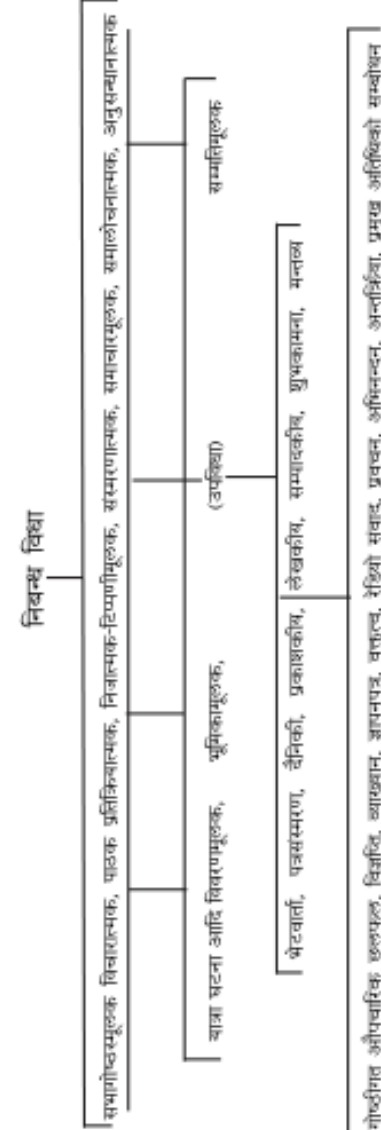 निबन्ध विधा
सभागोष्ठसमूलक विचारात्मक, पाठक प्रतिक्रियात्मक, निजात्मक-टिप्पणीमूलक, संस्मरणात्मक, समाचारमूलक, समालोचनात्मक, अनुसन्धानात्मक
यात्रा घटना आदि विवरणमूलक, भूमिकामूलक, (उपविधा) सम्मतिमूलक
भेटवार्ता, पत्रसंस्मरण, दैनिकी, प्रकाशकीय, लेखकीय, सम्पादकीय, शुभकामना, मन्तव्य
गोष्ठीगत औपचारिक छलफल, विज्ञप्ति, व्याख्यान, ज्ञापनपत्र, वक्तृत्व, रेडियो संवाद, प्रवचन, अभिनन्दन, अन्तर्क्रिया, प्रमुख अतिथिको सम्बोधन